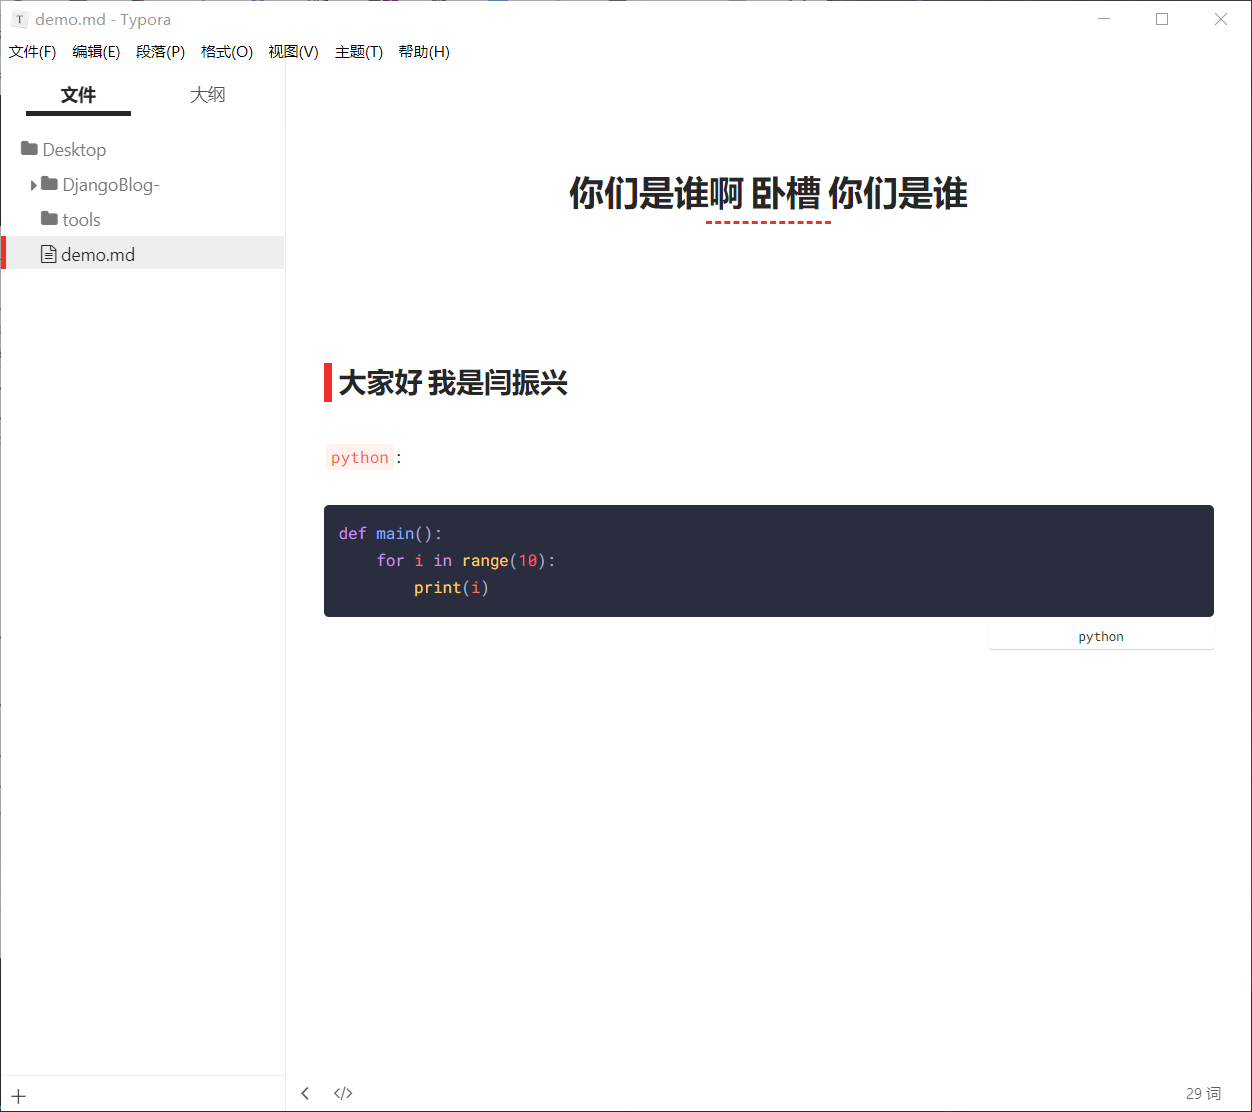 T demo.md - Typora
文件(F) 编辑(E) 段落(P) 格式(O) 视图(V) 主题(T) 帮助(H)
文件 大纲
Desktop
DjangoBlog-
tools
demo.md
你们是谁啊 卧槽 你们是谁
大家好 我是闫振兴
python：
def main():
    for i in range(10):
        print(i)
python
29 词